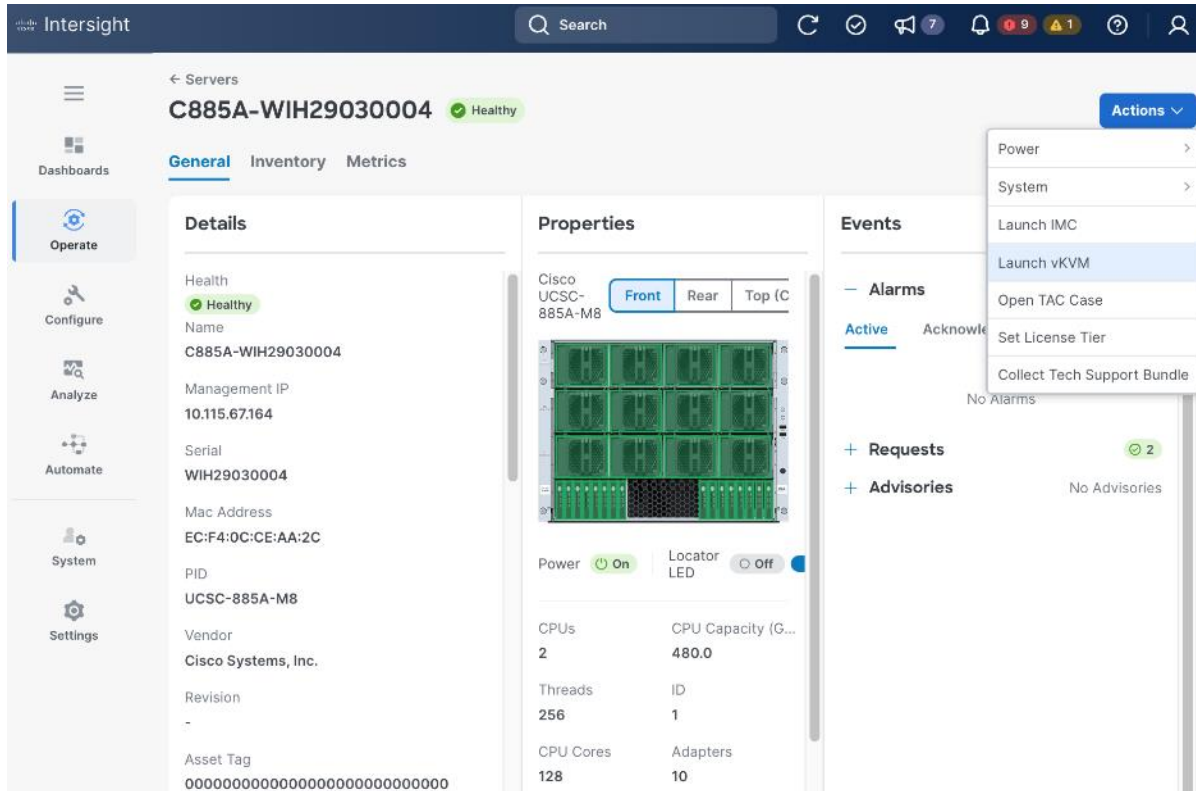 Intersight
Search
7
9
1
← Servers
C885A-WIH29030004
Healthy
Actions
Dashboards
Operate
Configure
Analyze
Automate
System
Settings
General Inventory Metrics
Details
Health
Healthy
Name
C885A-WIH29030004
Management IP
10.115.67.164
Serial
WIH29030004
Mac Address
EC:F4:0C:CE:AA:2C
PID
UCSC-885A-M8
Vendor
Cisco Systems, Inc.
Revision
-
Asset Tag
Properties
Cisco
UCSC-
885A-M8
Front Rear Top (C
Power On
Locator
LED
Off
CPUs
2
CPU Capacity (G...
480.0
Threads
256
ID
1
CPU Cores
128
Adapters
10
Events
− Alarms
Active Acknowle
No Alarms
+ Requests
2
+ Advisories
No Advisories
Power
System
Launch IMC
Launch vKVM
Open TAC Case
Set License Tier
Collect Tech Support Bundle